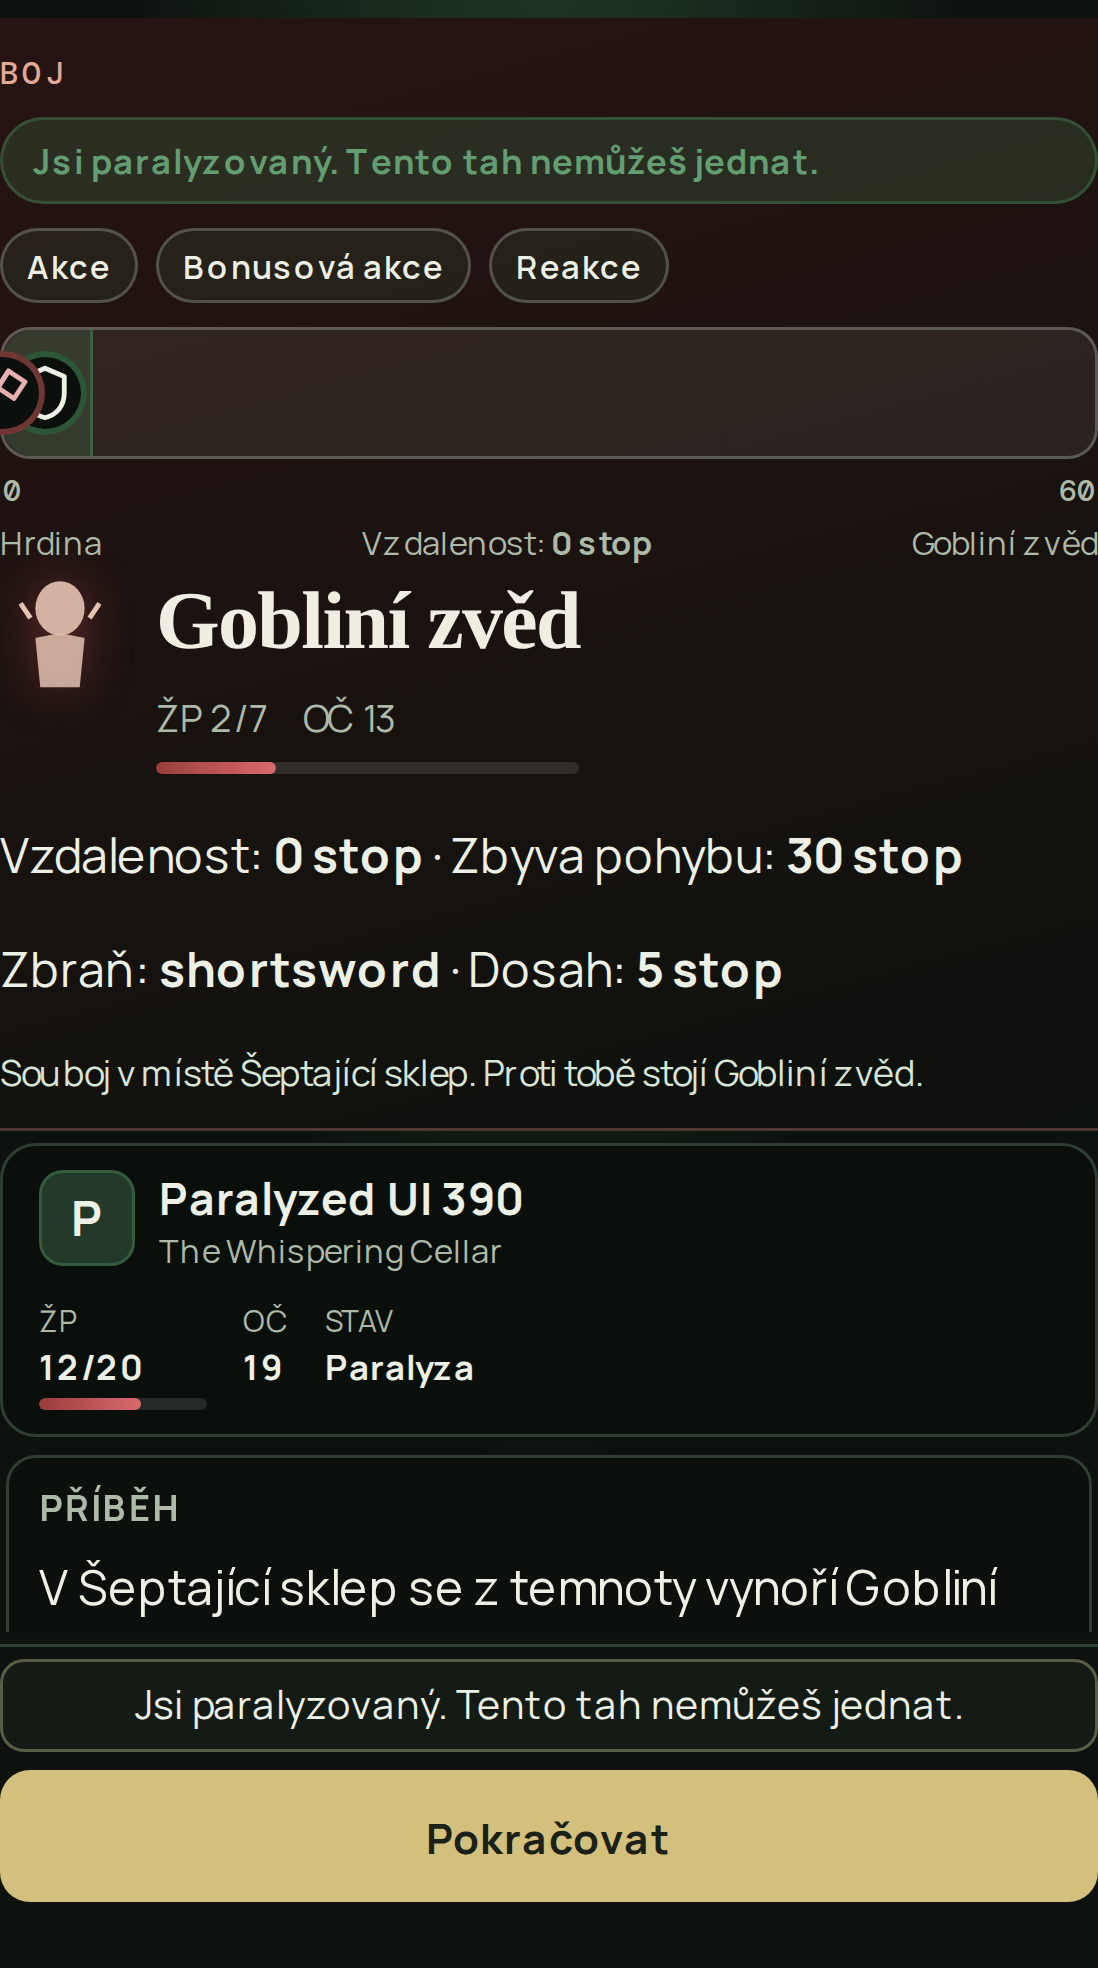 BOJ
Jsi paralyzovaný. Tento tah nemůžeš jednat.
Akce Bonusová akce Reakce
0 60
Hrdina Vzdalenost: 0 stop Gobliní zvěd
Gobliní zvěd
ŽP 2/7 OČ 13
Vzdalenost: 0 stop · Zbyva pohybu: 30 stop
Zbraň: shortsword · Dosah: 5 stop
Souboj v místě Šeptající sklep. Proti tobě stojí Gobliní zvěd.
P Paralyzed UI 390
The Whispering Cellar
ŽP OČ STAV
12/20 19 Paralyza
PŘÍBĚH
V Šeptající sklep se z temnoty vynoří Gobliní
Jsi paralyzovaný. Tento tah nemůžeš jednat.
Pokračovat